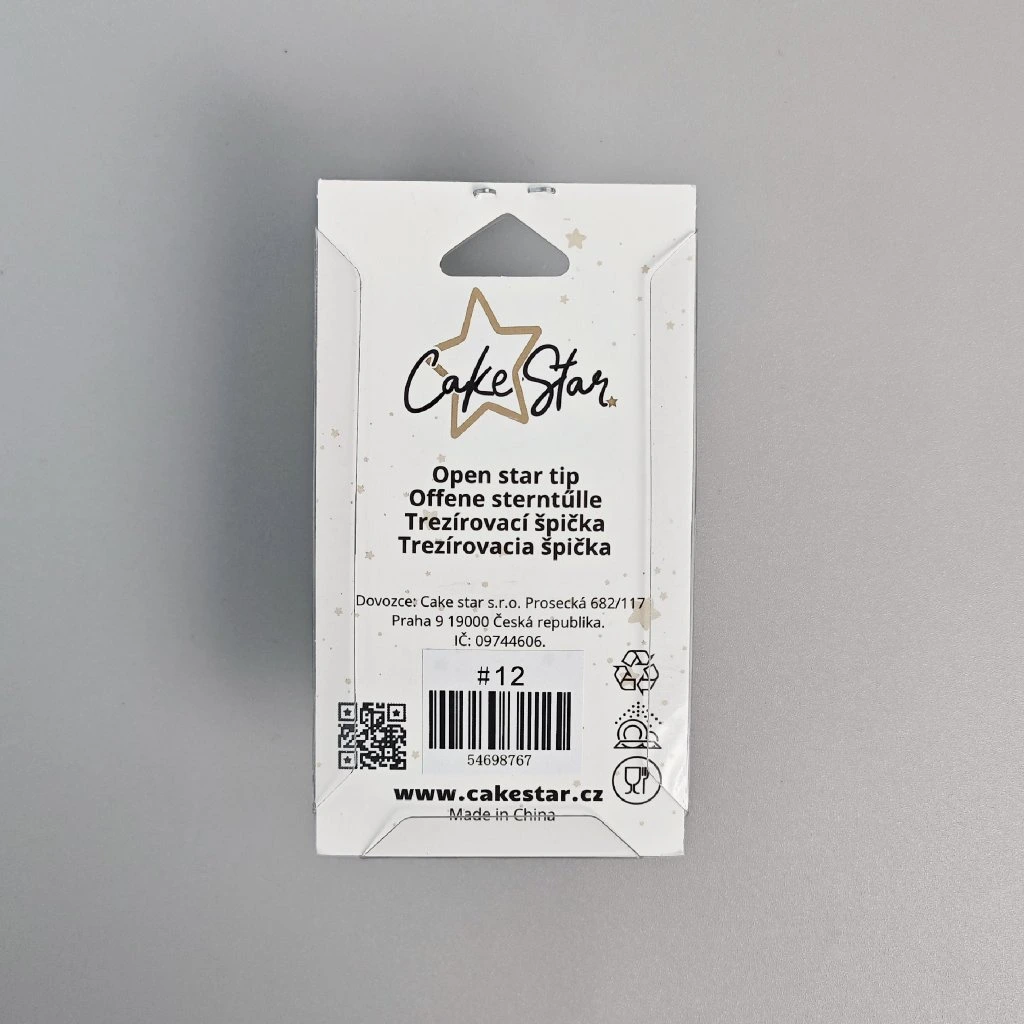 Cake Star
Open star tip
Offene sterntűlle
Trezírovací špička
Trezírovacia špička
Dovozce: Cake star s.r.o. Prosecká 682/117
Praha 9 19000 Česká republika.
IČ: 09744606.
#12
54698767
www.cakestar.cz
Made in China